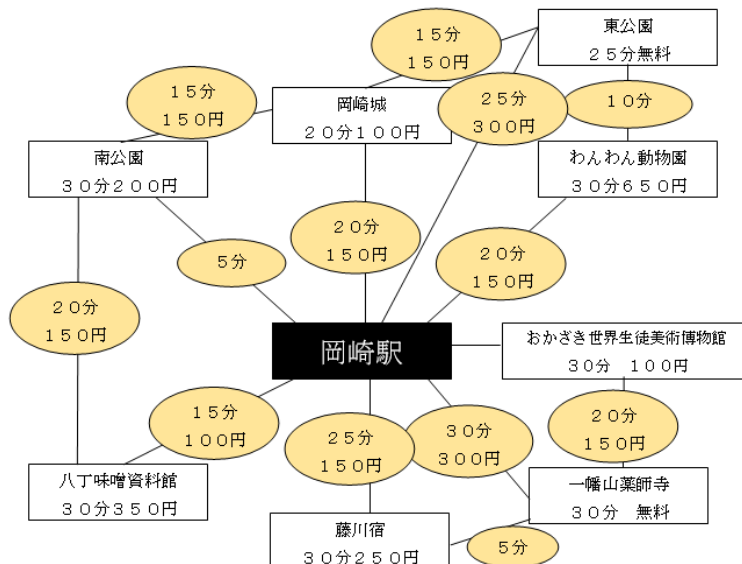 １５分
１５０円
東公園
２５分無料
１５分
１５０円
岡崎城
２０分１００円
２５分
３００円
１０分
南公園
３０分２００円
わんわん動物園
３０分６５０円
５分
２０分
１５０円
２０分
１５０円
２０分
１５０円
岡崎駅
おかざき世界生徒美術博物館
３０分　１００円
１５分
１００円
２５分
１５０円
３０分
３００円
２０分
１５０円
八丁味噌資料館
３０分３５０円
一幡山薬師寺
３０分　無料
藤川宿
３０分２５０円
５分